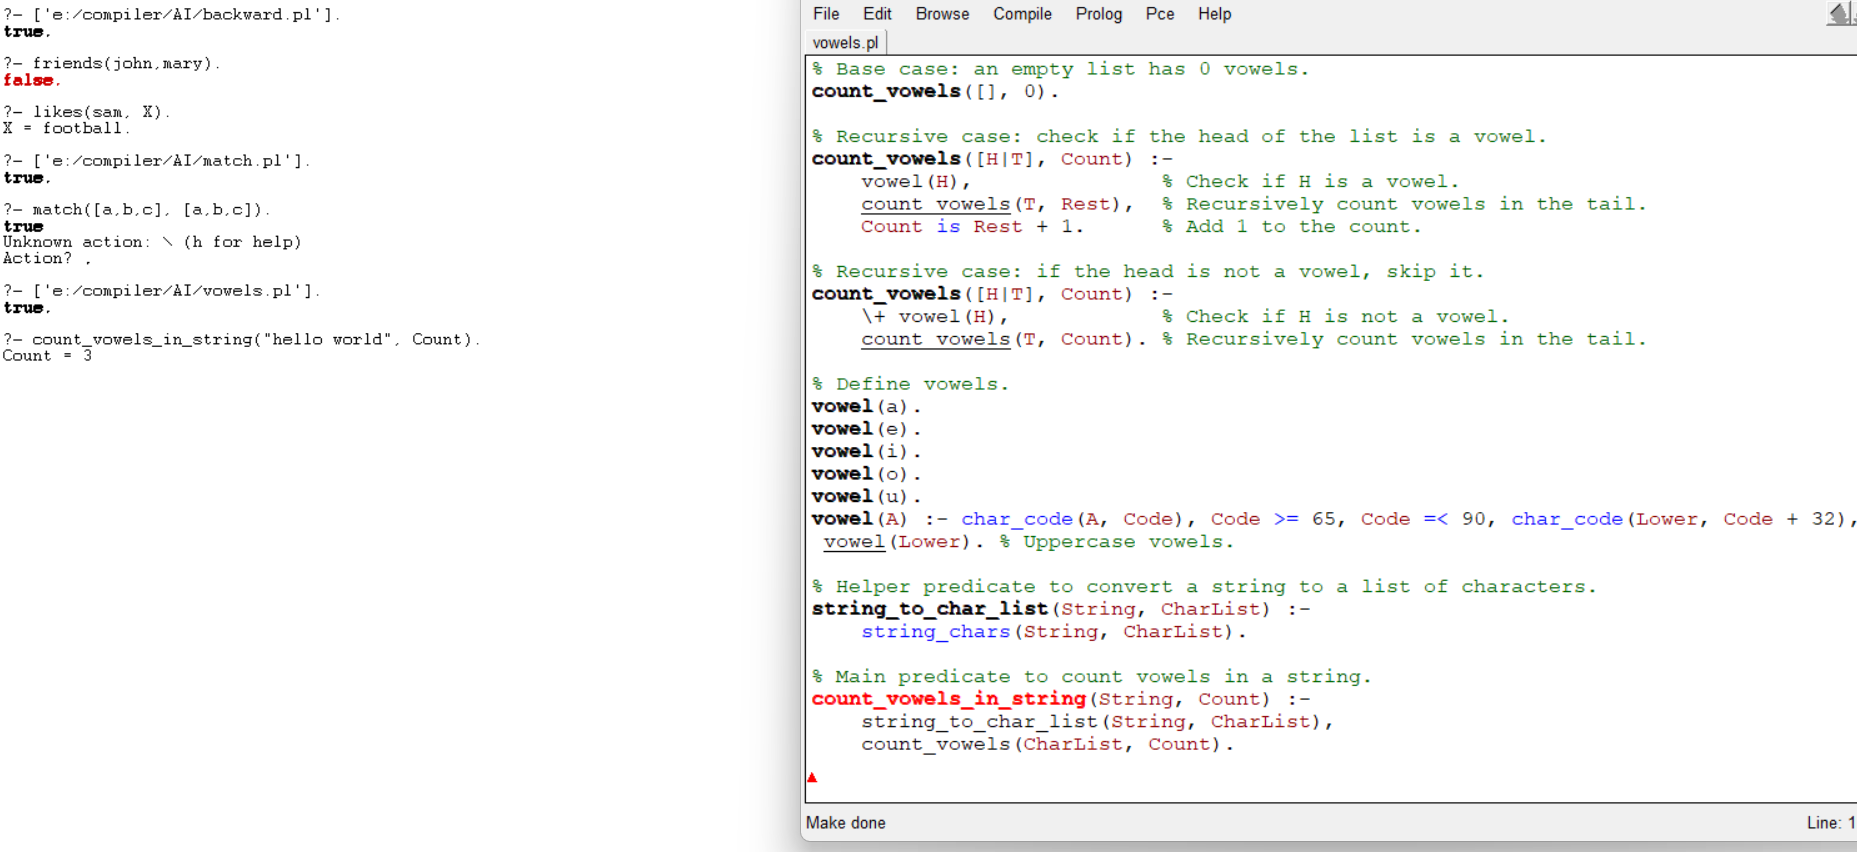 ?- ['e:/compiler/AI/backward.pl'].
true.
?- friends(john,mary).
false.
?- likes(sam, X).
X = football.
?- ['e:/compiler/AI/match.pl'].
true.
?- match([a,b,c], [a,b,c]).
true
Unknown action: \ (h for help)
Action? .
?- ['e:/compiler/AI/vowels.pl'].
true.
?- count_vowels_in_string("hello world", Count).
Count = 3
File Edit Browse Compile Prolog Pce Help
vowels.pl
% Base case: an empty list has 0 vowels.
count_vowels([], 0).
% Recursive case: check if the head of the list is a vowel.
count_vowels([H|T], Count) :-
vowel(H), % Check if H is a vowel.
count_vowels(T, Rest), % Recursively count vowels in the tail.
Count is Rest + 1. % Add 1 to the count.
% Recursive case: if the head is not a vowel, skip it.
count_vowels([H|T], Count) :-
\+ vowel(H), % Check if H is not a vowel.
count_vowels(T, Count). % Recursively count vowels in the tail.
% Define vowels.
vowel(a).
vowel(e).
vowel(i).
vowel(o).
vowel(u).
vowel(A) :- char_code(A, Code), Code >= 65, Code =< 90, char_code(Lower, Code + 32),
vowel(Lower). % Uppercase vowels.
% Helper predicate to convert a string to a list of characters.
string_to_char_list(String, CharList) :-
string_chars(String, CharList).
% Main predicate to count vowels in a string.
count_vowels_in_string(String, Count) :-
string_to_char_list(String, CharList),
count_vowels(CharList, Count).
Make done
Line: 1